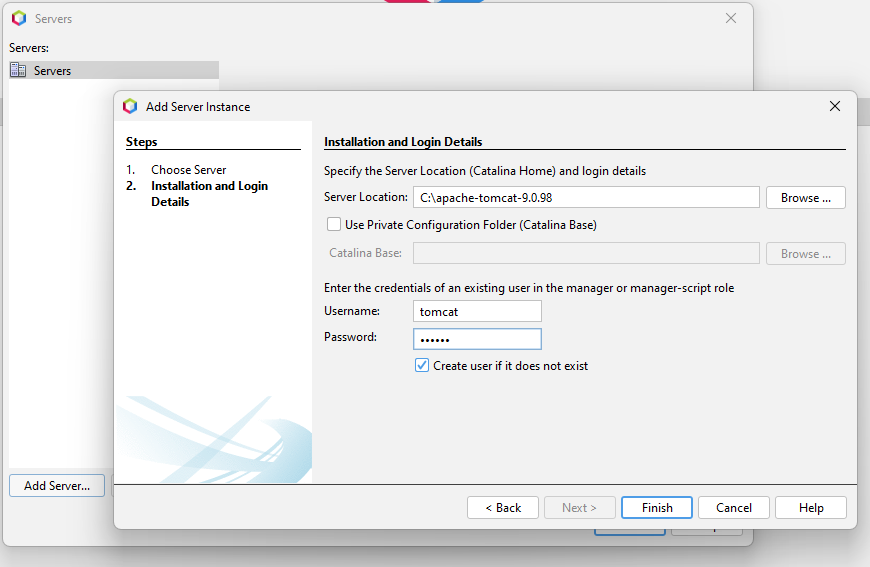 Servers
Servers:
Servers
Add Server Instance
Steps
1. Choose Server
2. Installation and Login
Details
Installation and Login Details
Specify the Server Location (Catalina Home) and login details
Server Location: C:\apache-tomcat-9.0.98 Browse ...
Use Private Configuration Folder (Catalina Base)
Catalina Base: Browse ...
Enter the credentials of an existing user in the manager or manager-script role
Username: tomcat
Password: ••••••
Create user if it does not exist
Add Server...
< Back Next > Finish Cancel Help